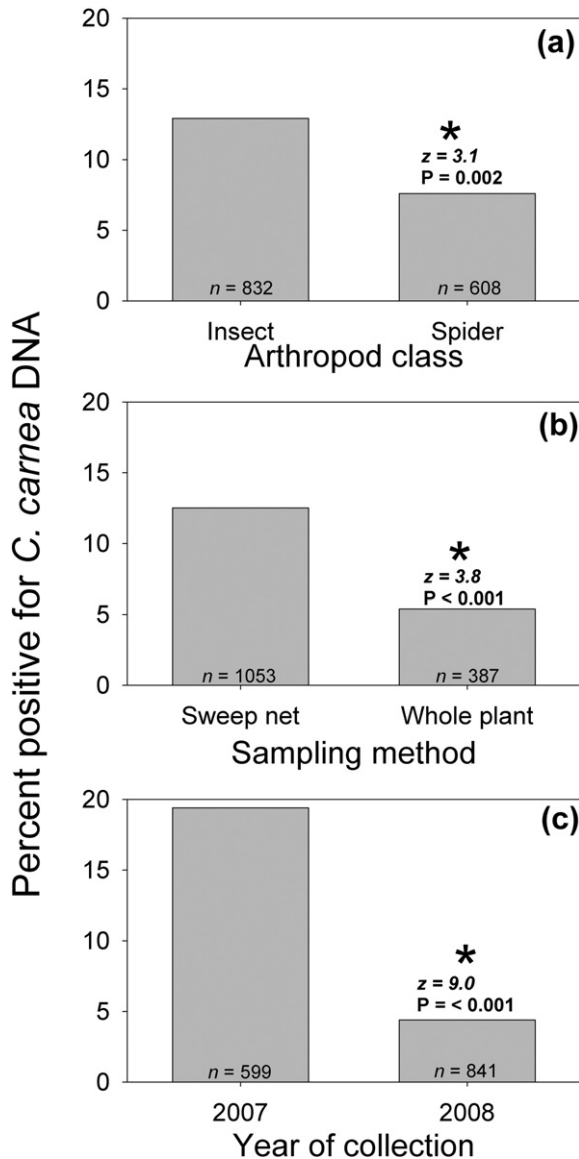 Percent positive for C. carnea DNA
20
15
10
5
0
(a)
*
z = 3.1
P = 0.002
n = 832
n = 608
Insect
Spider
Arthropod class
20
15
10
5
0
(b)
*
z = 3.8
P < 0.001
n = 1053
n = 387
Sweep net
Whole plant
Sampling method
20
15
10
5
0
(c)
*
z = 9.0
P = < 0.001
n = 599
n = 841
2007
2008
Year of collection